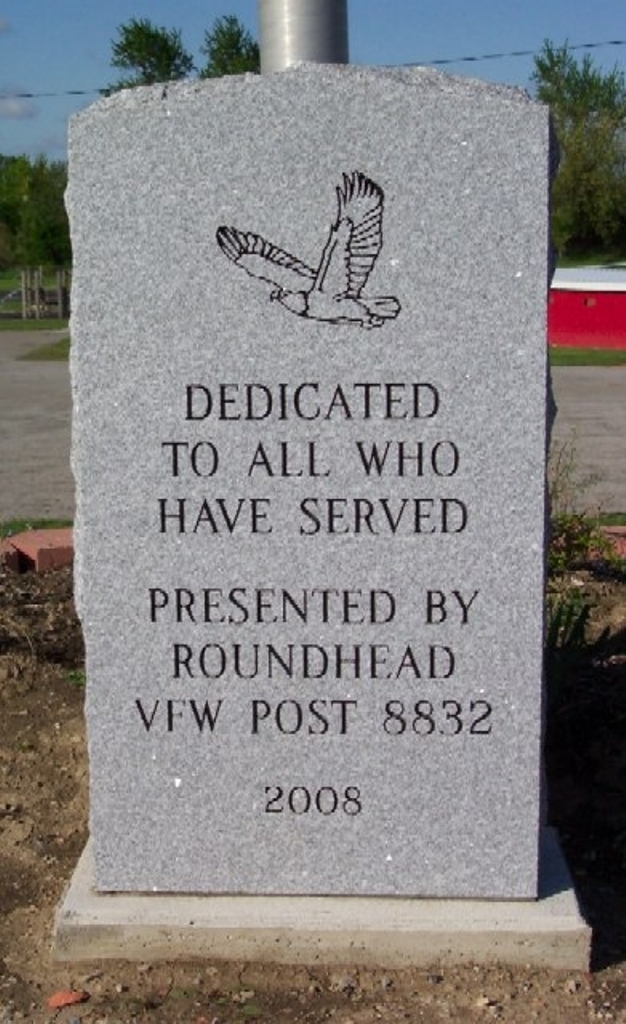 DEDICATED
TO ALL WHO
HAVE SERVED
PRESENTED BY
ROUNDHEAD
VFW POST 8832
2008